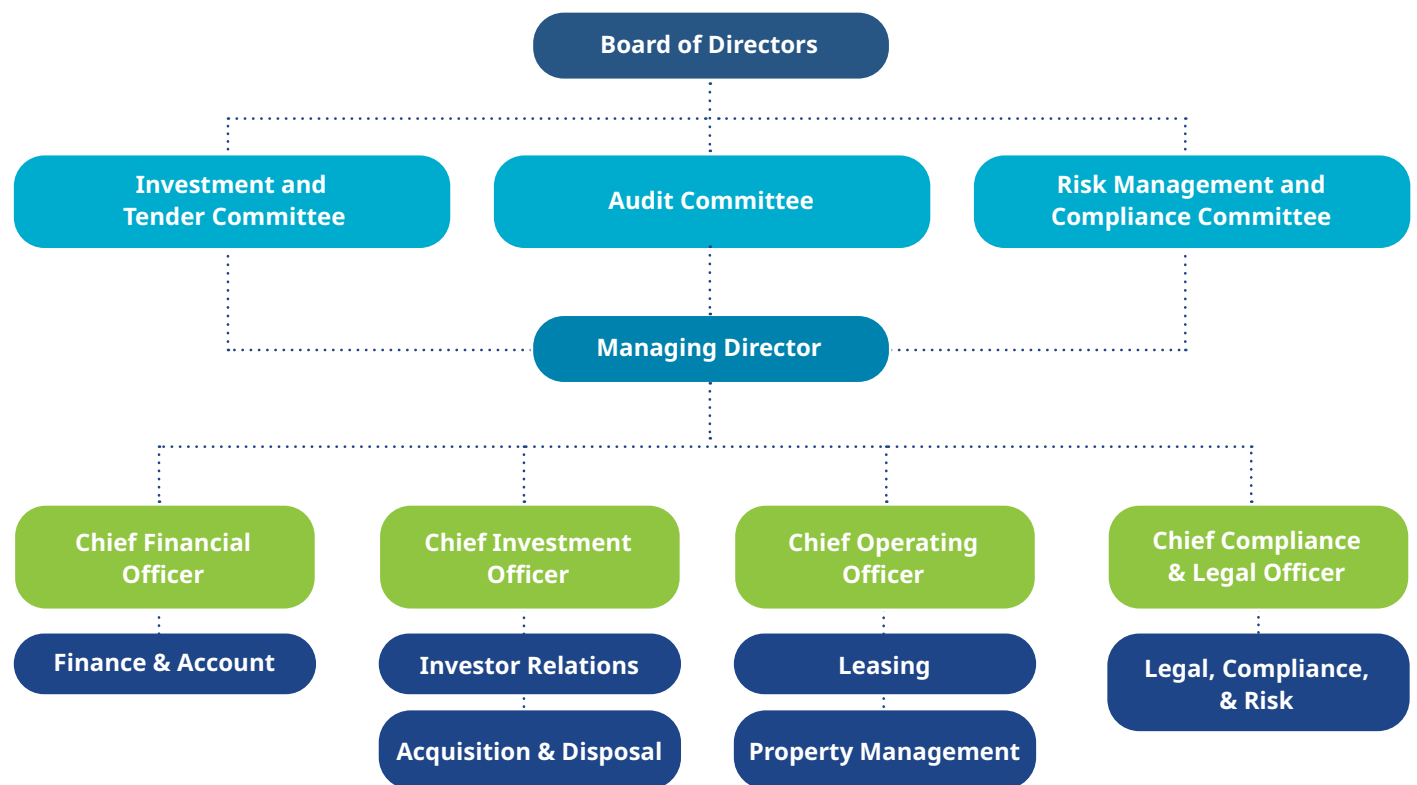 Board of Directors
Investment and
Tender Committee
Audit Committee
Risk Management and
Compliance Committee
Managing Director
Chief Financial
Officer
Chief Investment
Officer
Chief Operating
Officer
Chief Compliance
& Legal Officer
Finance & Account
Investor Relations
Leasing
Legal, Compliance,
& Risk
Acquisition & Disposal
Property Management